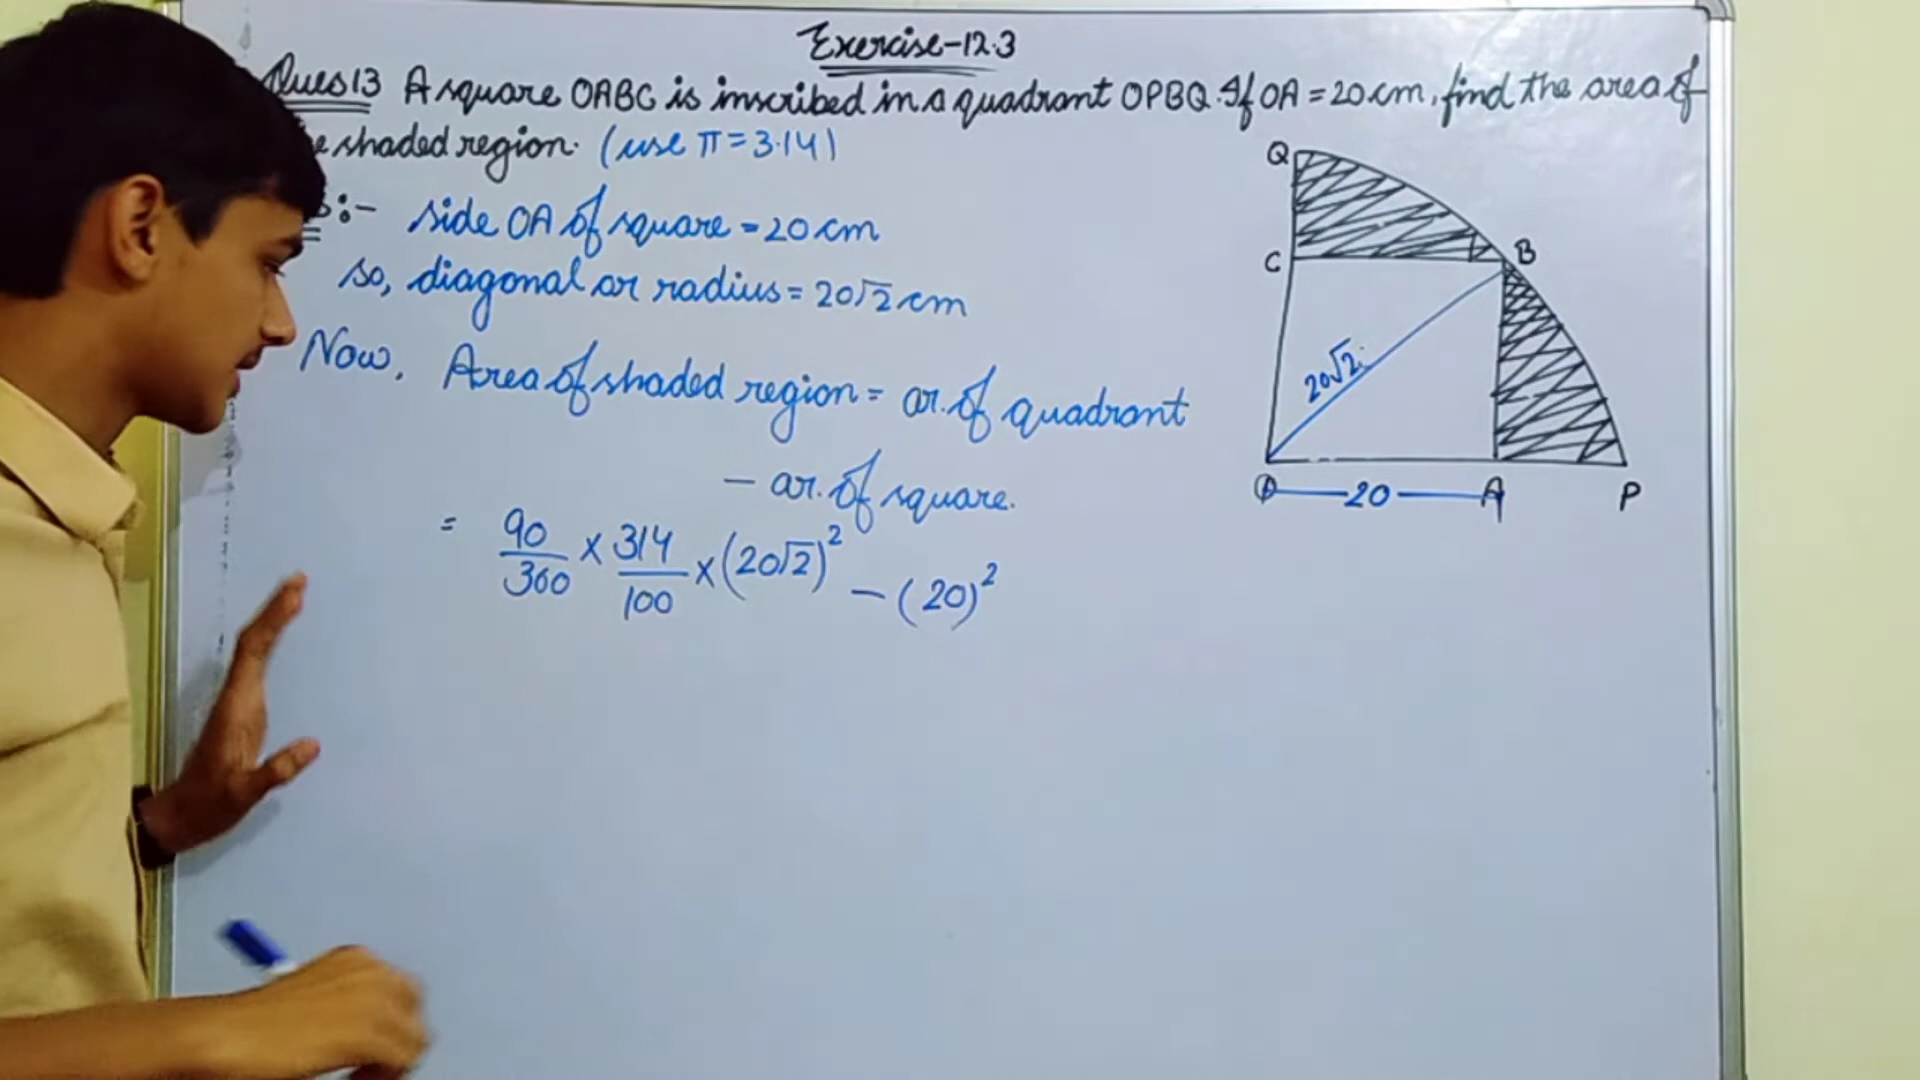 Exercise-12.3
Ques 13 A square OABC is inscribed in a quadrant OPBQ. If OA = 20 cm, find the area of
shaded region. (use π = 3.14)
:- side OA of square = 20 cm
so, diagonal or radius = 20√2 cm
Now, Area of shaded region = ar. of quadrant
- ar. of square.
= 90/360 × 314/100 × (20√2)² - (20)²
Q
C
B
20√2
O
20
A
P